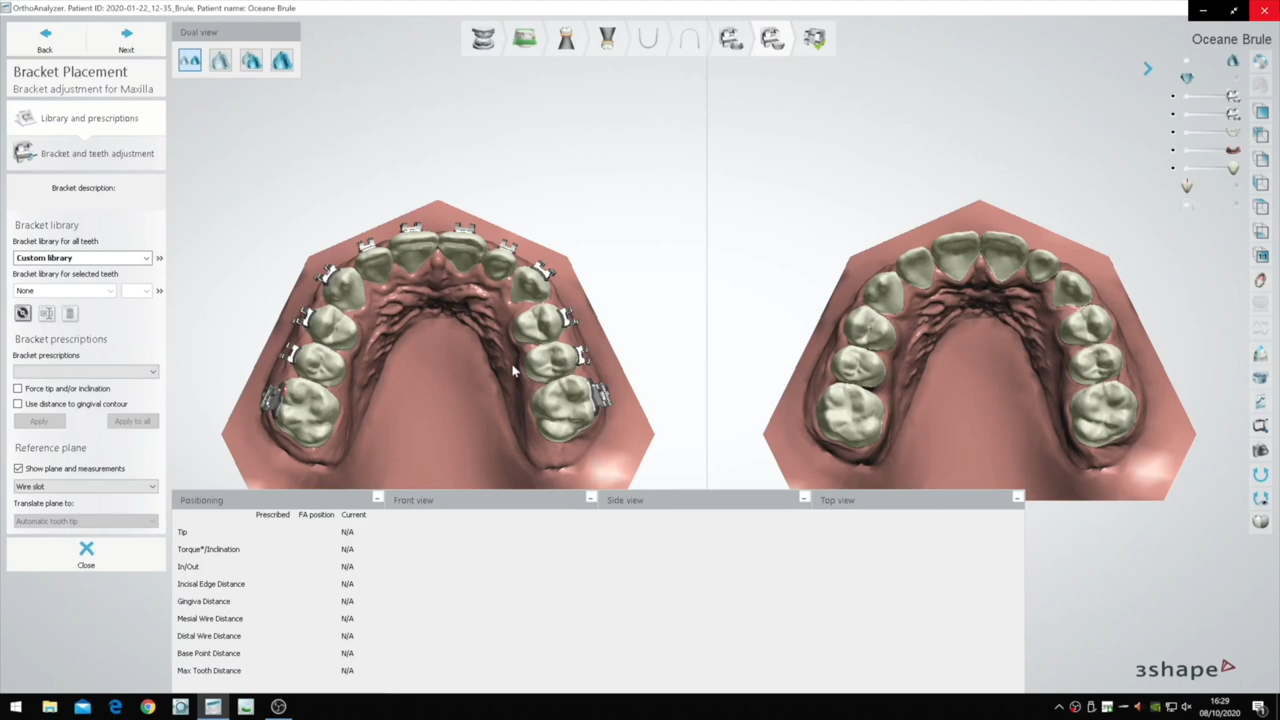 OrthoAnalyzer. Patient ID: 2020-01-22_12-35_Brule, Patient name: Oceane Brule
Back
Next
Dual view
Oceane Brule
Bracket Placement
Bracket adjustment for Maxilla
Library and prescriptions
Bracket and teeth adjustment
Bracket description:
Bracket library
Bracket library for all teeth
Custom library
Bracket library for selected teeth
None
Bracket prescriptions
Bracket prescriptions
Force tip and/or inclination
Use distance to gingival contour
Apply
Apply to all
Reference plane
Show plane and measurements
Wire slot
Translate plane to:
Automatic tooth tip
Close
Positioning
Front view
Side view
Top view
Prescribed FA position Current
Tip N/A
Torque*/Inclination N/A
In/Out N/A
Incisal Edge Distance N/A
Gingiva Distance N/A
Mesial Wire Distance N/A
Distal Wire Distance N/A
Base Point Distance N/A
Max Tooth Distance N/A
3shape
16:29
08/10/2020